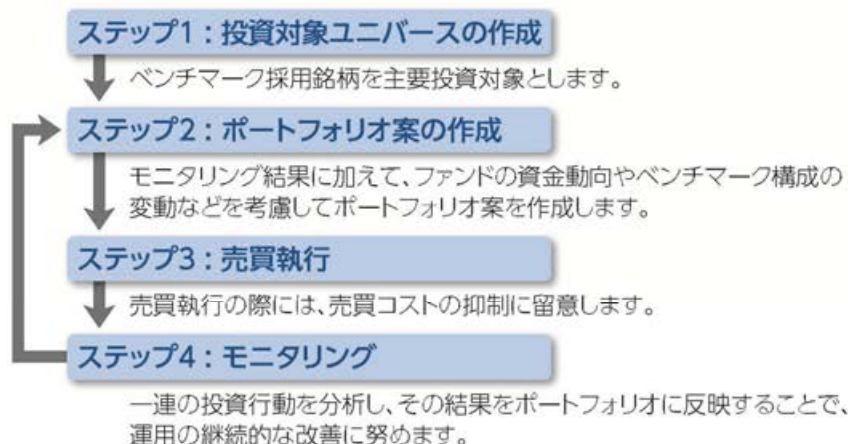 ステップ1：投資対象ユニバースの作成
ベンチマーク採用銘柄を主要投資対象とします。
ステップ2：ポートフォリオ案の作成
モニタリング結果に加えて、ファンドの資金動向やベンチマーク構成の
変動などを考慮してポートフォリオ案を作成します。
ステップ3：売買執行
売買執行の際には、売買コストの抑制に留意します。
ステップ4：モニタリング
一連の投資行動を分析し、その結果をポートフォリオに反映することで、
運用の継続的な改善に努めます。